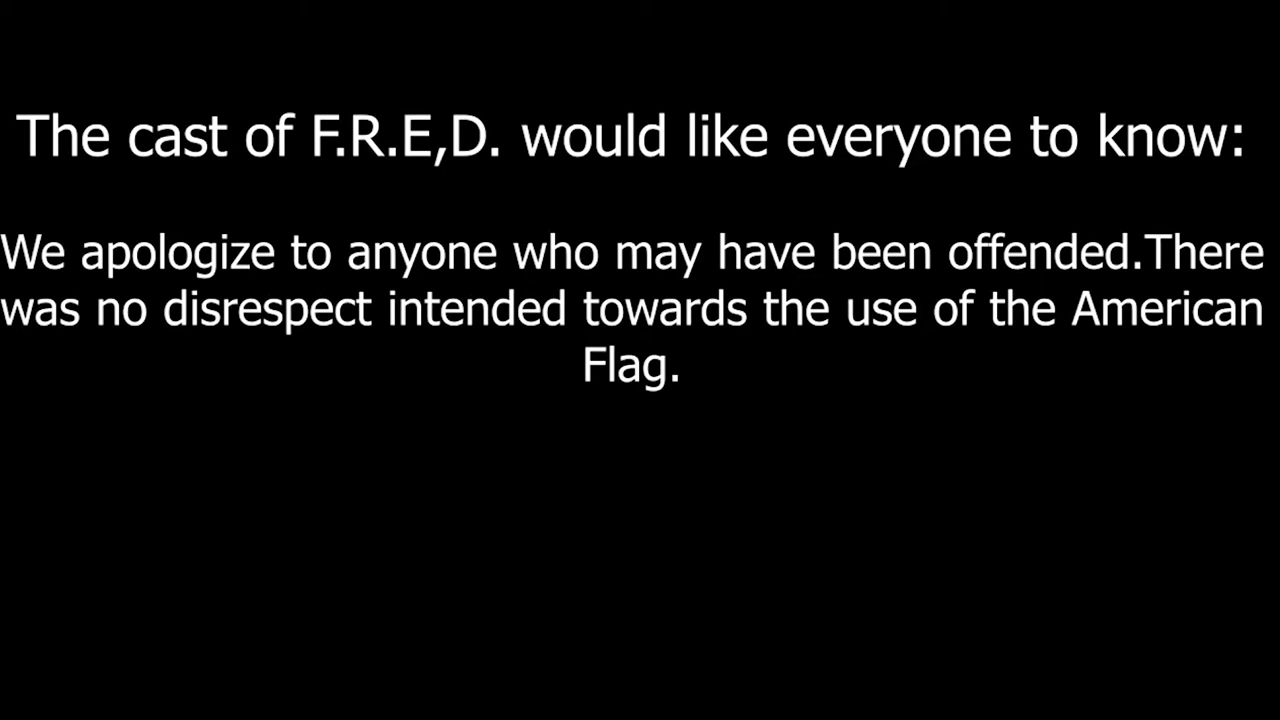 The cast of F.R.E,D. would like everyone to know:
We apologize to anyone who may have been offended.There
was no disrespect intended towards the use of the American
Flag.